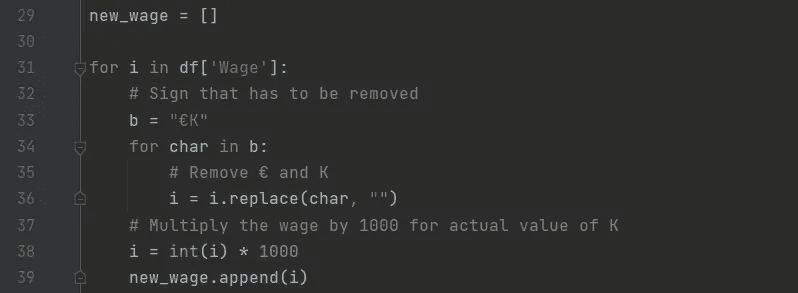 29 new_wage = []
30
31 for i in df['Wage']:
32     # Sign that has to be removed
33     b = "€K"
34     for char in b:
35         # Remove € and K
36         i = i.replace(char, "")
37     # Multiply the wage by 1000 for actual value of K
38     i = int(i) * 1000
39     new_wage.append(i)